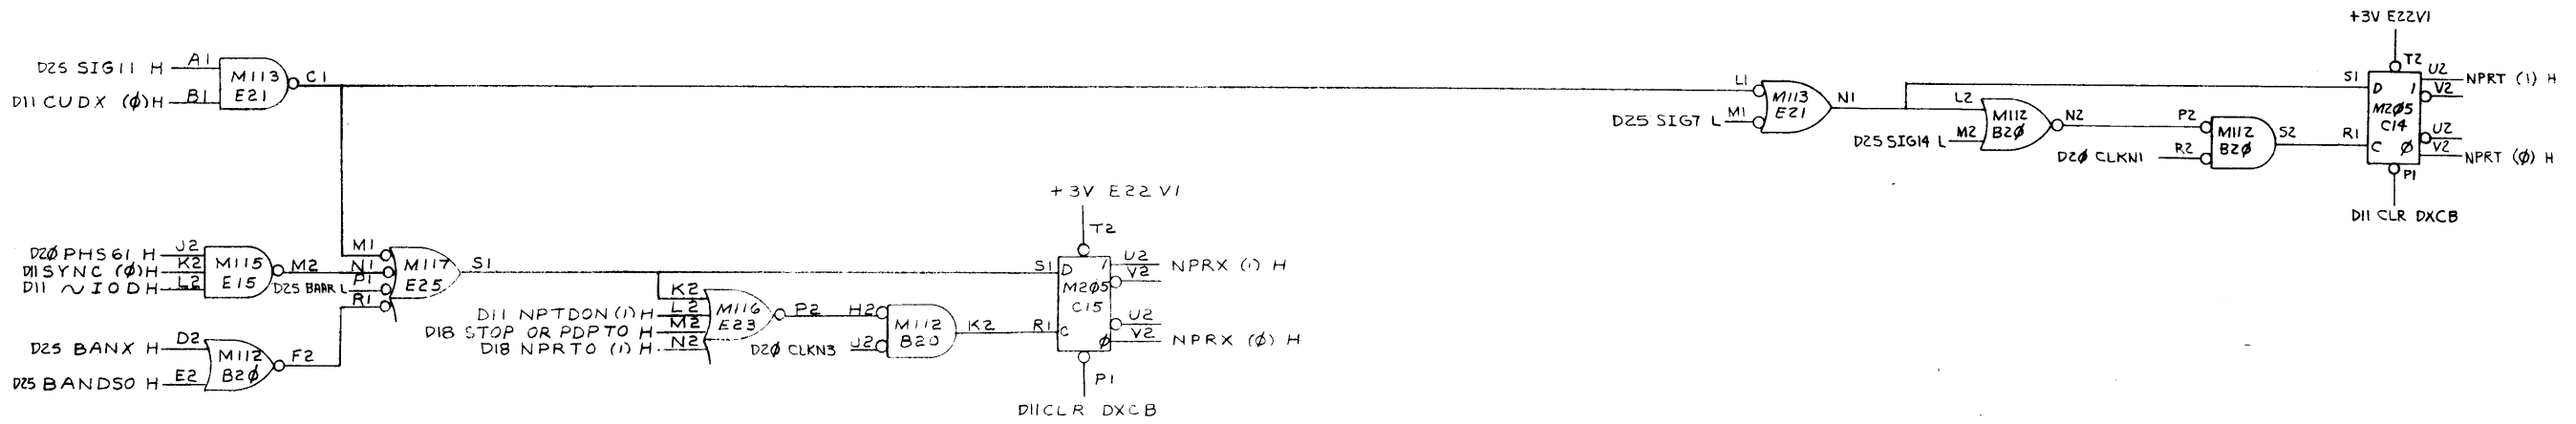 +3V E22V1
D25 SIG11 H A1
M113
E21
C1
D11 CUDX (Ø)H B1
L1
M113
E21
N1
D25 SIG7 L M1
L2
M112
BZØ
N2
D25 SIG14 L M2
P2
M112
BZØ
S2
D2Ø CLKN1 R2
T2
S1 D 1 U2 NPRT (1) H
V2
M2Ø5
C14
U2
R1 C Ø V2 NPRT (Ø) H
P1
D11 CLR DXCB
+3V E22V1
T2
D2Ø PHS61 H J2
D11 SYNC (Ø)H K2
D11 ~IOD H L2
M115
E15
M2
M1
N1
D25 BAAR L P1
R1
M117
E25
S1
D25 BANX H D2
D25 BANDSO H E2
M112
B2Ø
F2
K2
D11 NPTDON (1) H L2
D18 STOP OR PDPTO H M2
D18 NPRTO (1) H N2
M116
E23
P2
H2
D2Ø CLKN3 J2
M112
B20
K2
S1 D 1 U2 NPRX (1) H
V2
M2Ø5
C15
U2
R1 C Ø V2 NPRX (Ø) H
P1
D11 CLR DXCB